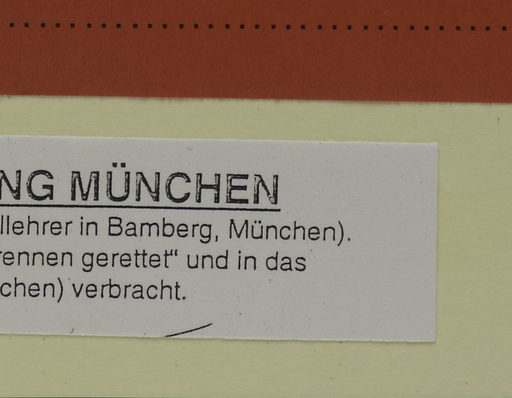 NG MÜNCHEN
llehrer in Bamberg, München).
rennen gerettet“ und in das
chen) verbracht.